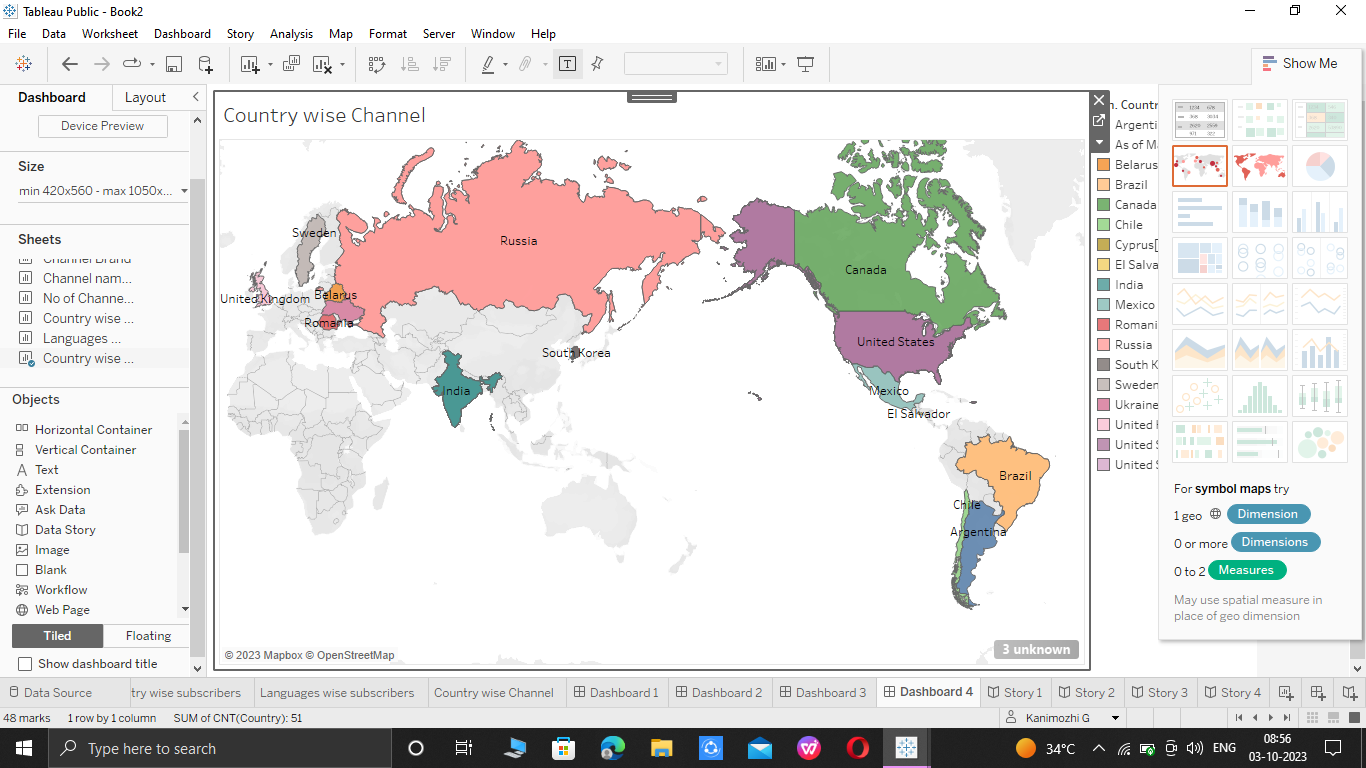 Tableau Public - Book2
File Data Worksheet Dashboard Story Analysis Map Format Server Window Help
Show Me
Dashboard Layout
Device Preview
Size
min 420x560 - max 1050x...
Sheets
Channel Brand
Channel nam...
No of Channe...
Country wise ...
Languages ...
Country wise ...
Objects
Horizontal Container
Vertical Container
Text
Extension
Ask Data
Data Story
Image
Blank
Workflow
Web Page
Tiled Floating
Show dashboard title
Country wise Channel
Sweden
Russia
United Kingdom
Belarus
Romania
South Korea
India
Canada
United States
Mexico
El Salvador
Brazil
Chile
Argentina
© 2023 Mapbox © OpenStreetMap
3 unknown
n. Countr
Argenti
As of Ma
Belarus
Brazil
Canada
Chile
Cyprus[
El Salva
India
Mexico
Romani
Russia
South K
Sweden
Ukraine
United K
United S
United S
1234 678
For symbol maps try
1 geo Dimension
0 or more Dimensions
0 to 2 Measures
May use spatial measure in
place of geo dimension
Data Source try wise subscribers Languages wise subscribers Country wise Channel Dashboard 1 Dashboard 2 Dashboard 3 Dashboard 4 Story 1 Story 2 Story 3 Story 4
48 marks 1 row by 1 column SUM of CNT(Country): 51 Kanimozhi G
Type here to search
34°C ENG
08:56
03-10-2023